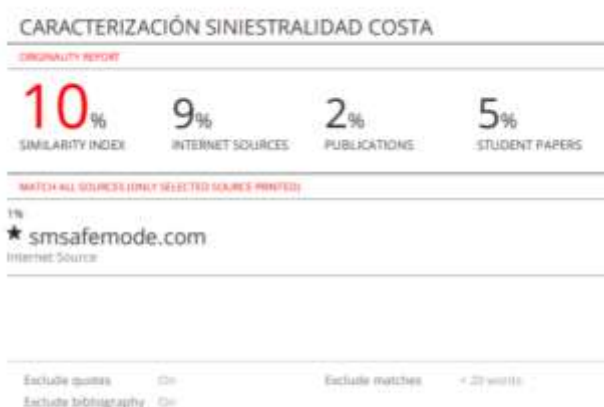 CARACTERIZACIÓN SINIESTRALIDAD COSTA
ORIGINALITY REPORT
10% 9% 2% 5%
SIMILARITY INDEX INTERNET SOURCES PUBLICATIONS STUDENT PAPERS
MATCH ALL SOURCES (ONLY SELECTED SOURCE PRINTED)
1%
★ smsafemode.com
Internet Source
Exclude quotes On Exclude matches < 20 words
Exclude bibliography On